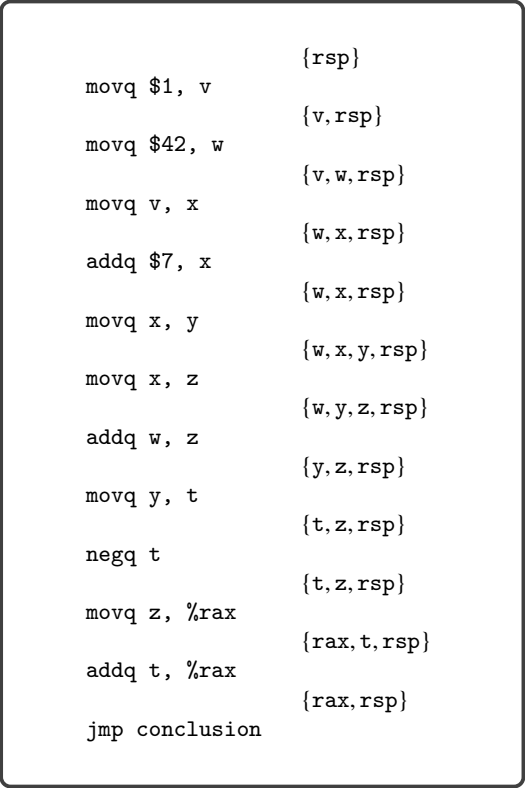 {rsp}
movq $1, v
{v,rsp}
movq $42, w
{v,w,rsp}
movq v, x
{w,x,rsp}
addq $7, x
{w,x,rsp}
movq x, y
{w,x,y,rsp}
movq x, z
{w,y,z,rsp}
addq w, z
{y,z,rsp}
movq y, t
{t,z,rsp}
negq t
{t,z,rsp}
movq z, %rax
{rax,t,rsp}
addq t, %rax
{rax,rsp}
jmp conclusion